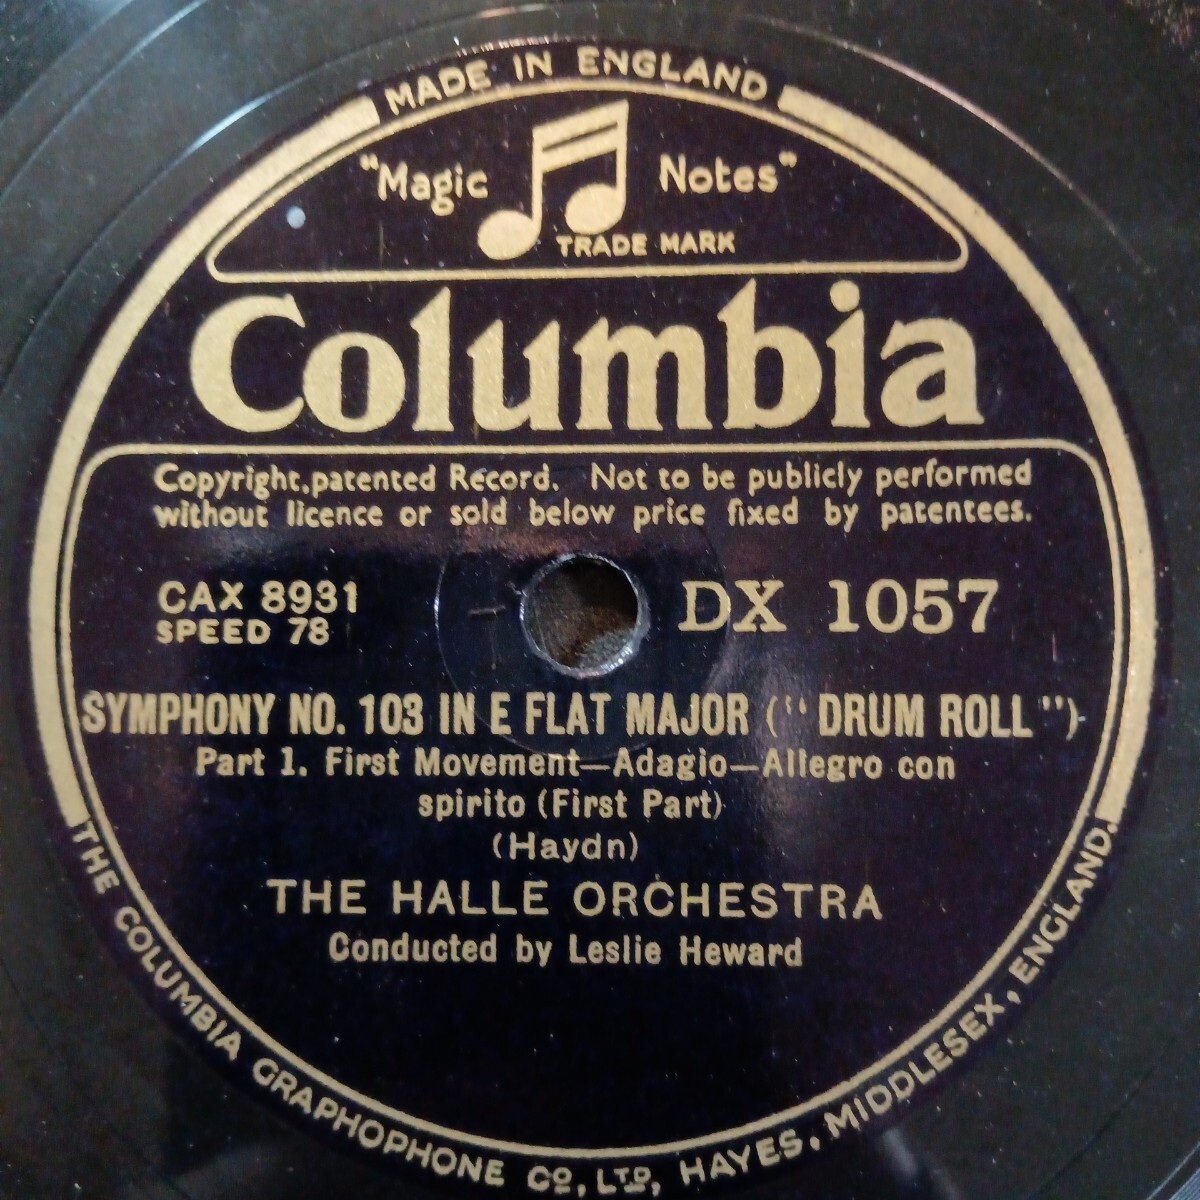 MADE IN ENGLAND
"Magic Notes"
TRADE MARK
Columbia
Copyright, patented Record. Not to be publicly performed
without licence or sold below price fixed by patentees.
CAX 8931
SPEED 78
DX 1057
SYMPHONY NO. 103 IN E FLAT MAJOR ("DRUM ROLL")
Part 1. First Movement—Adagio—Allegro con
spirito (First Part)
(Haydn)
THE HALLE ORCHESTRA
Conducted by Leslie Heward
THE COLUMBIA GRAPHOPHONE CO., LTD., HAYES, MIDDLESEX, ENGLAND.